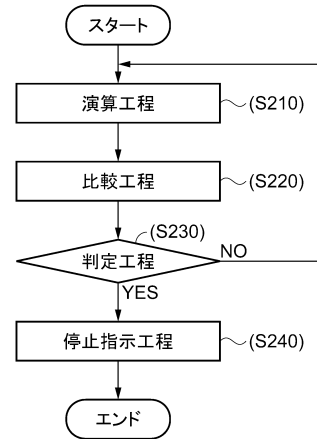 スタート
演算工程
(S210)
比較工程
(S220)
(S230)
判定工程
NO
YES
停止指示工程
(S240)
エンド